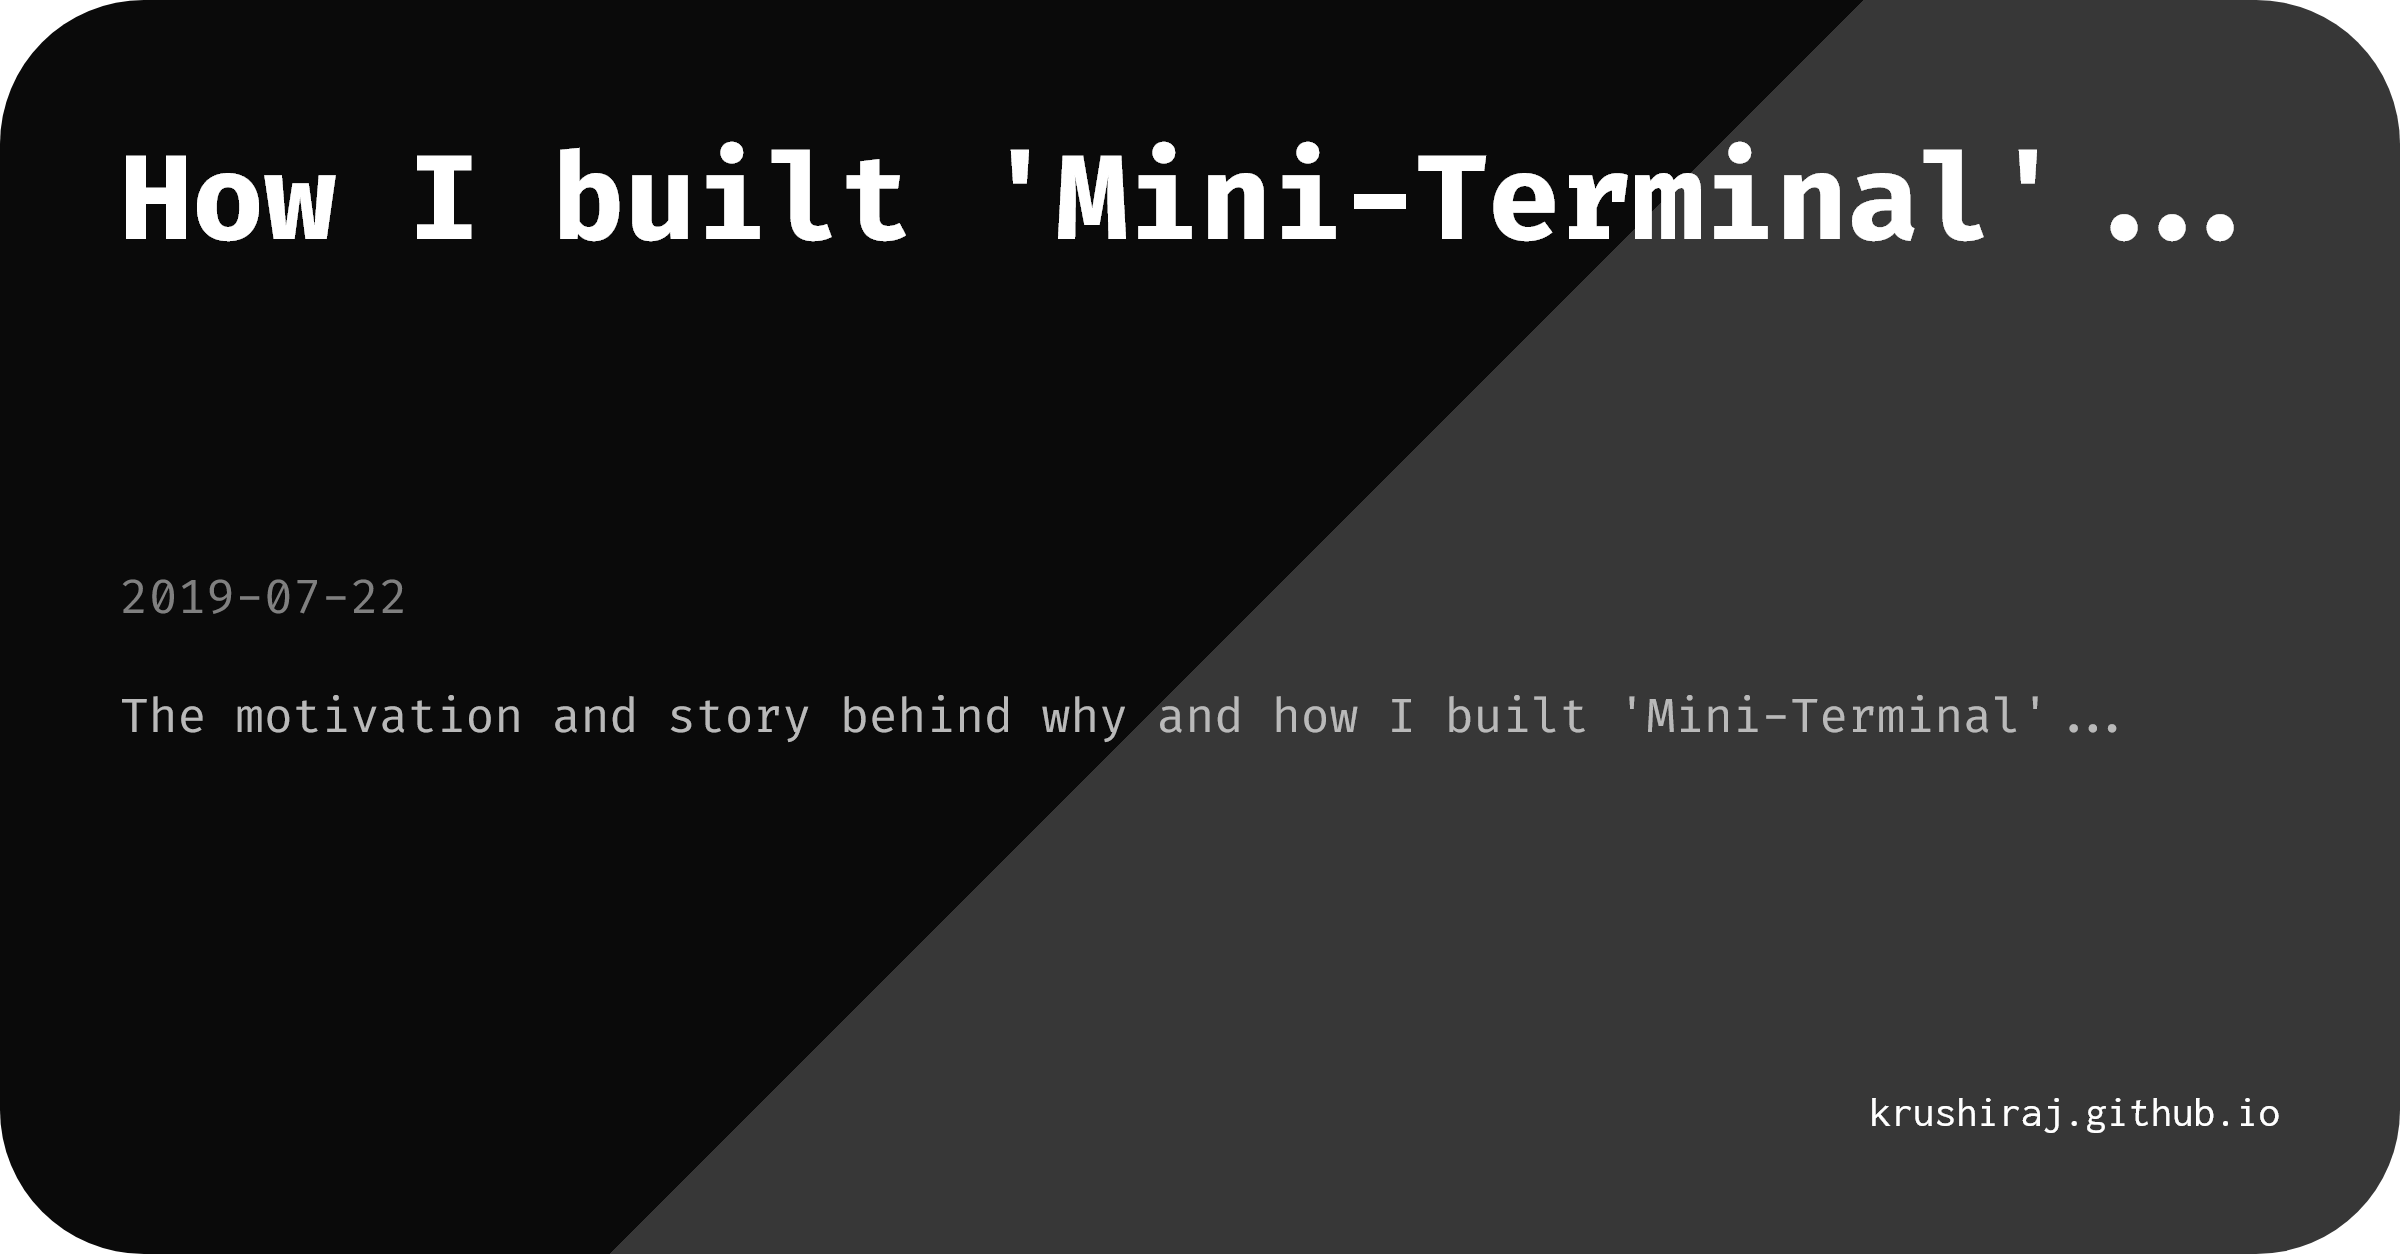 How I built 'Mini-Terminal'...
2019-07-22
The motivation and story behind why and how I built 'Mini-Terminal'...
krushiraj.github.io